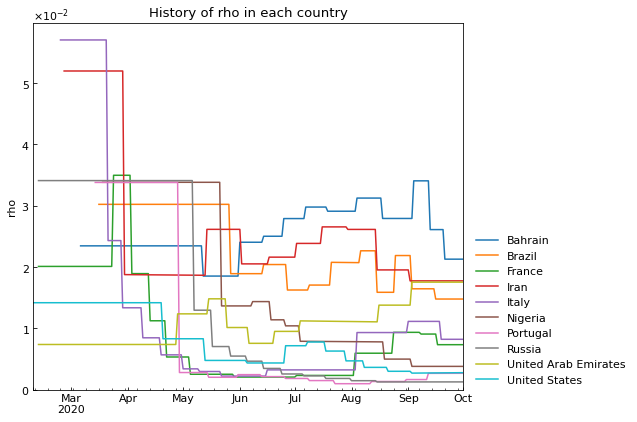 History of rho in each country
×10⁻²
5
4
3
2
1
0
rho
Mar
2020
Apr
May
Jun
Jul
Aug
Sep
Oct
Bahrain
Brazil
France
Iran
Italy
Nigeria
Portugal
Russia
United Arab Emirates
United States